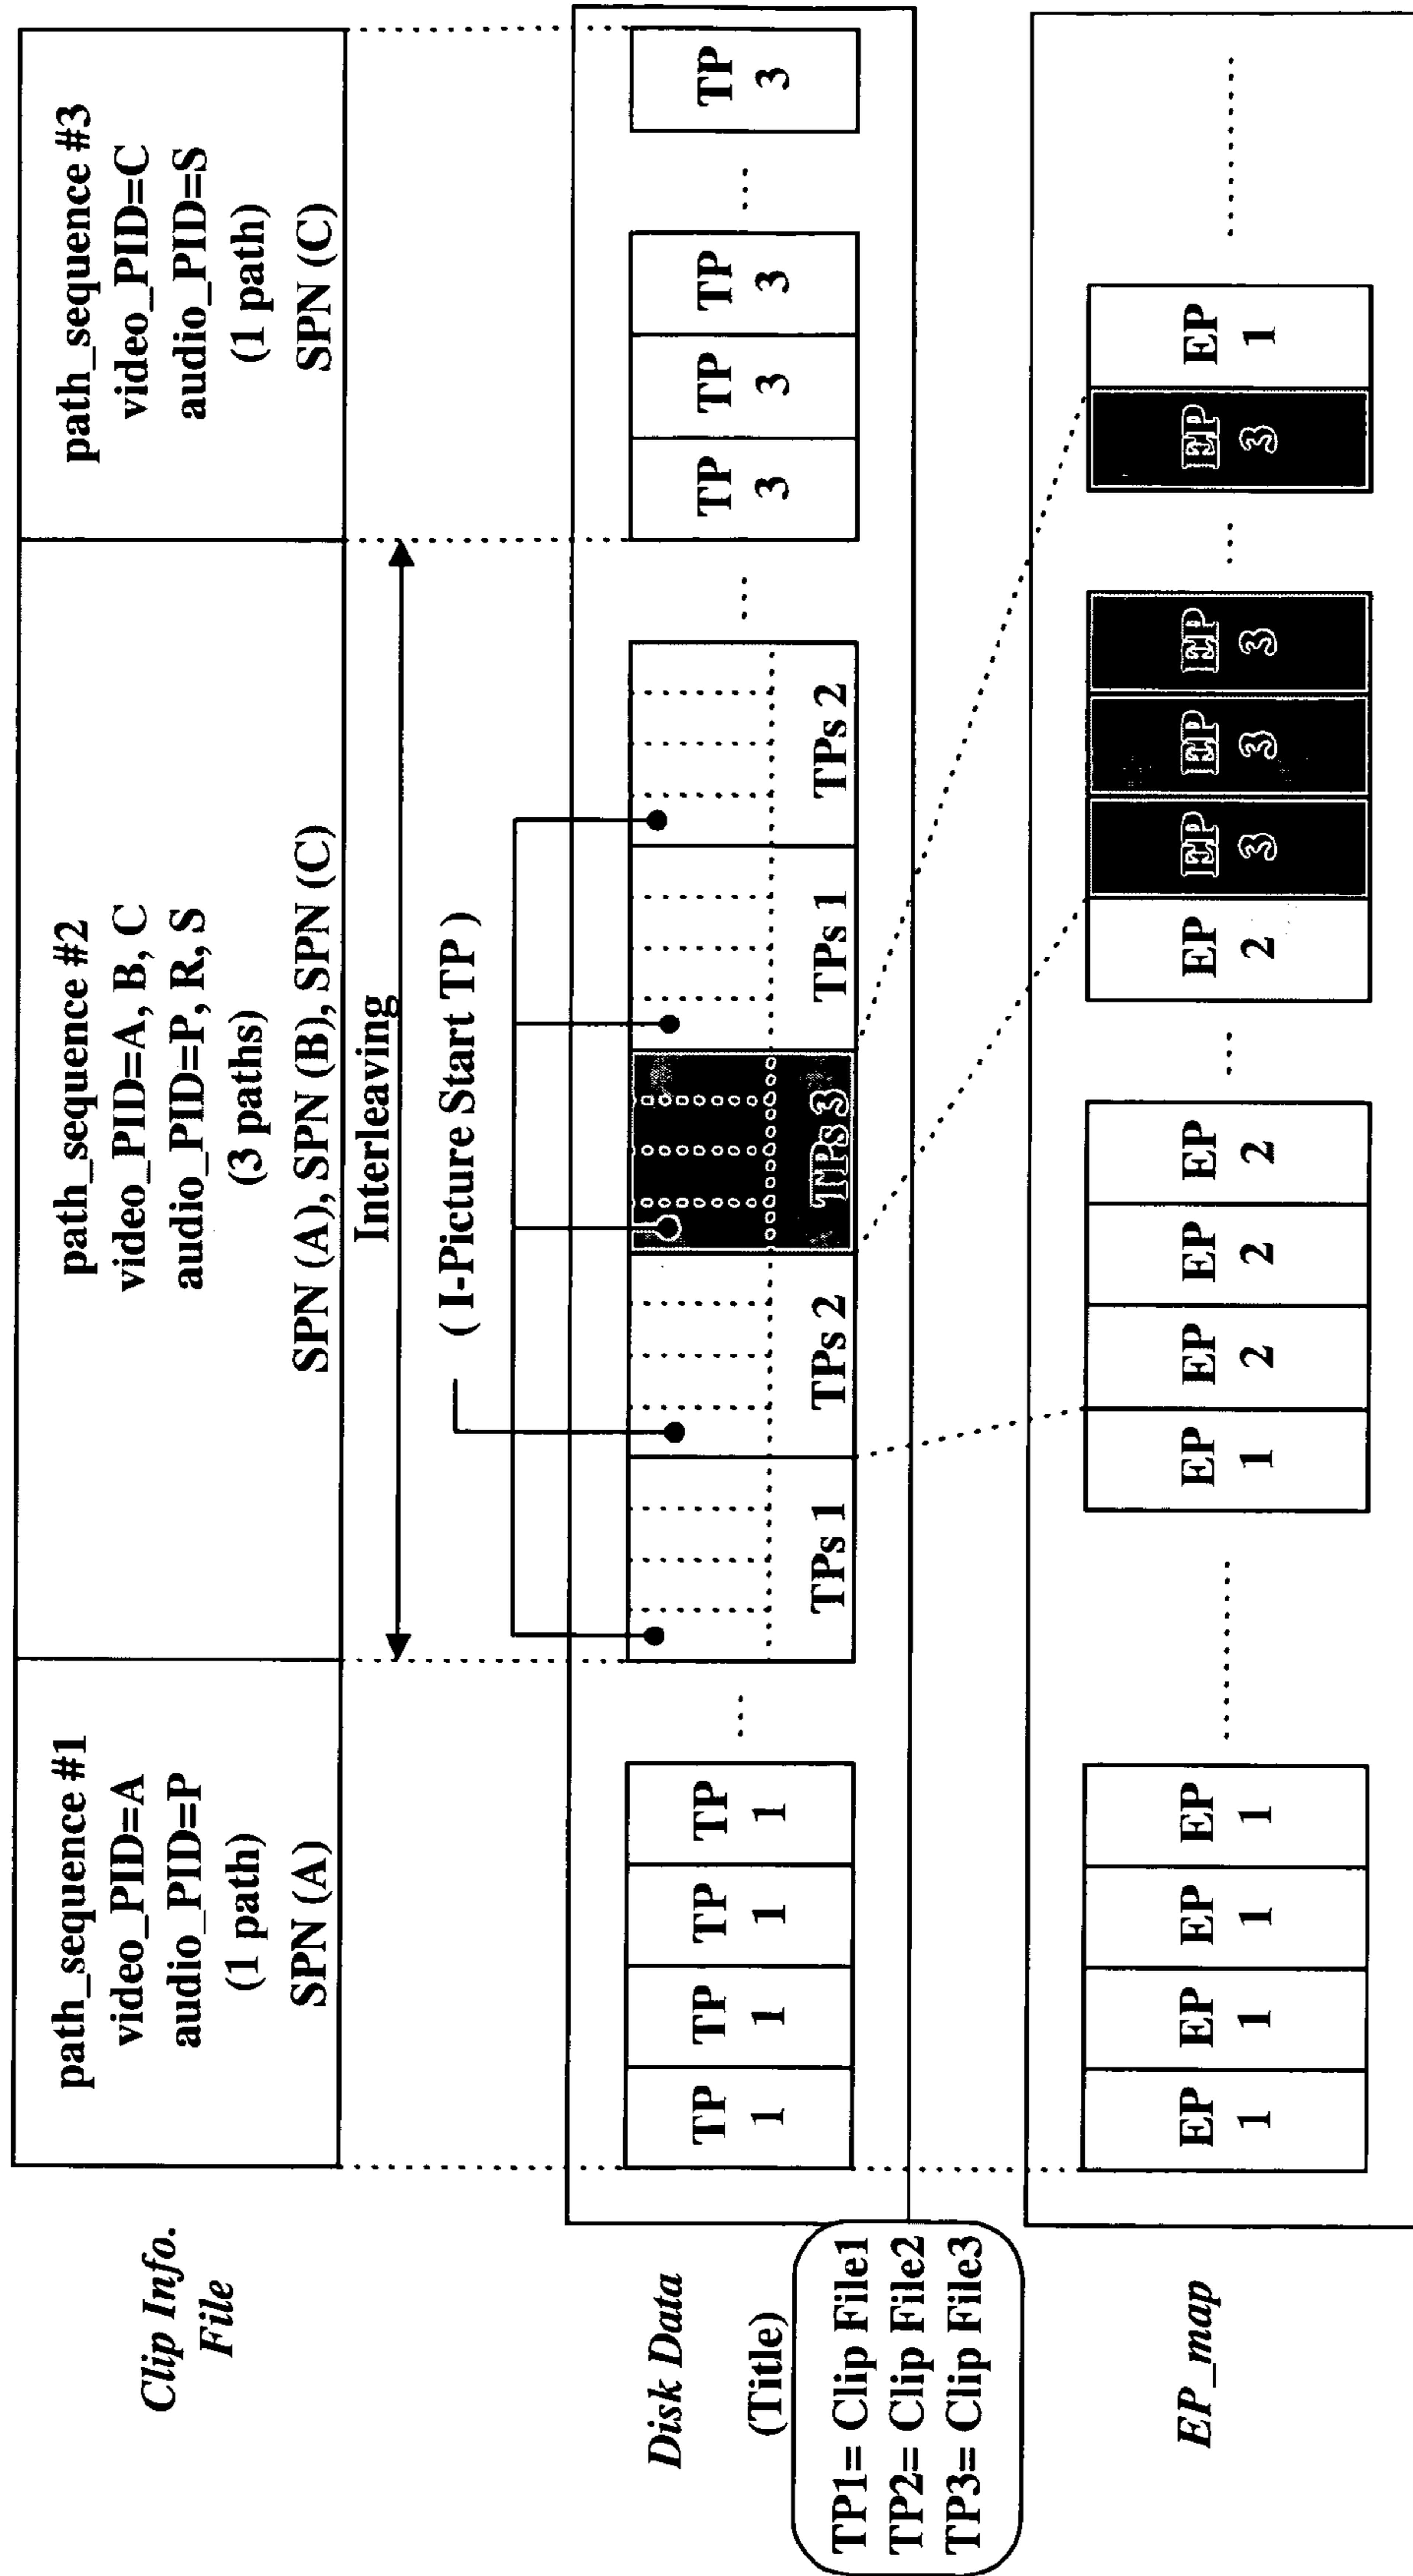 Clip Info.
File
path_sequence #1
video_PID=A
audio_PID=P
(1 path)
SPN (A)
path_sequence #2
video_PID=A, B, C
audio_PID=P, R, S
(3 paths)
SPN (A), SPN (B), SPN (C)
path_sequence #3
video_PID=C
audio_PID=S
(1 path)
SPN (C)
Interleaving
( I-Picture Start TP )
Disk Data
(Title)
TP1= Clip File1
TP2= Clip File2
TP3= Clip File3
TP
1
TP
1
TP
1
TP
1
TPs 1
TPs 2
TPs 3
TPs 1
TPs 2
TP
3
TP
3
TP
3
TP
3
EP_map
EP
1
EP
1
EP
1
EP
1
EP
1
EP
2
EP
2
EP
2
EP
2
EP
3
EP
3
EP
3
EP
3
EP
1